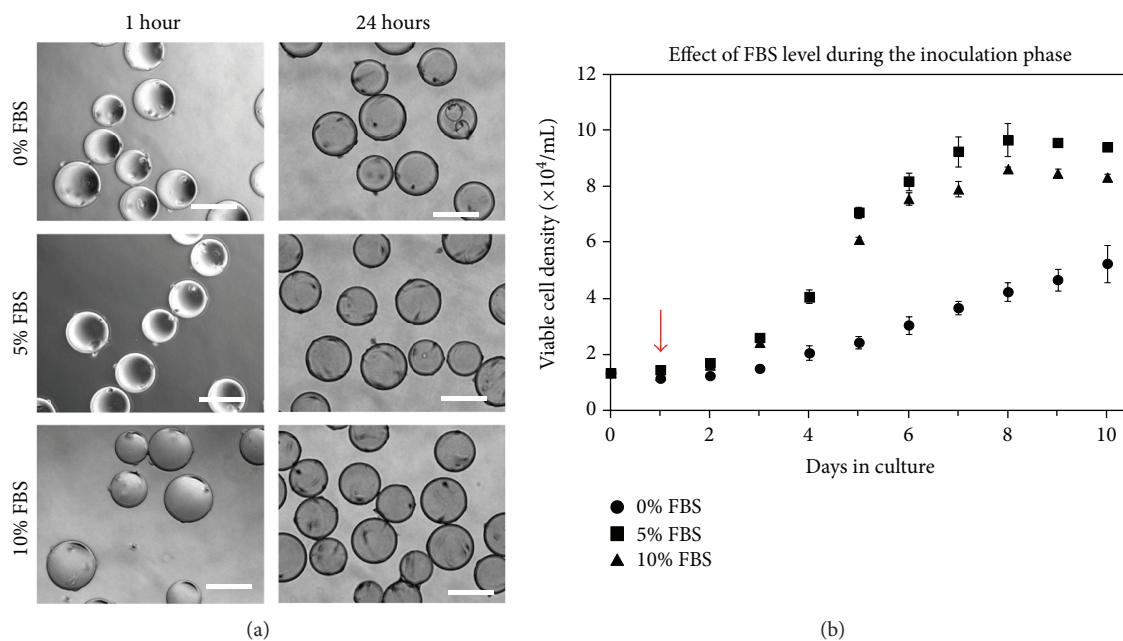 1 hour
24 hours
0% FBS
5% FBS
10% FBS
(a)
Effect of FBS level during the inoculation phase
Viable cell density (×10⁴/mL)
12
10
8
6
4
2
0
0
2
4
6
8
10
Days in culture
0% FBS
5% FBS
10% FBS
(b)